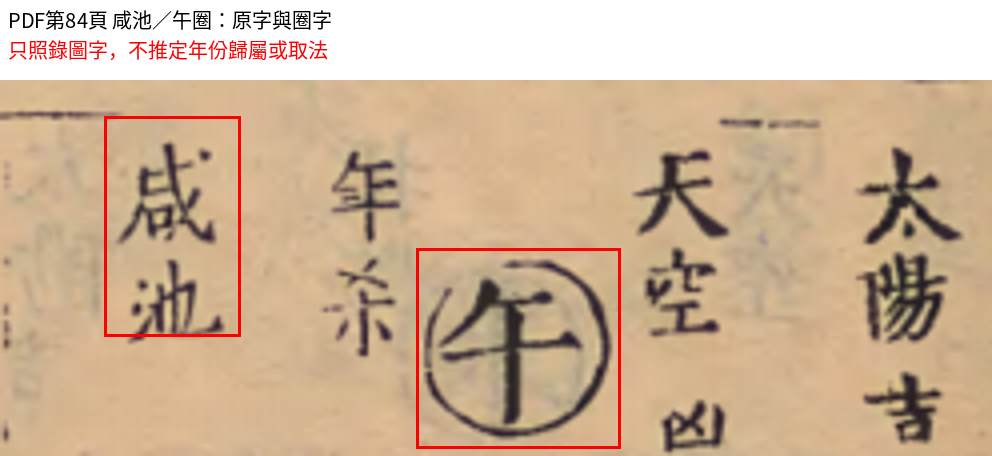 PDF第84頁 咸池／午圈：原字與圈字
只照錄圖字，不推定年份歸屬或取法
太陽吉
天空凶
午
年杀
咸池